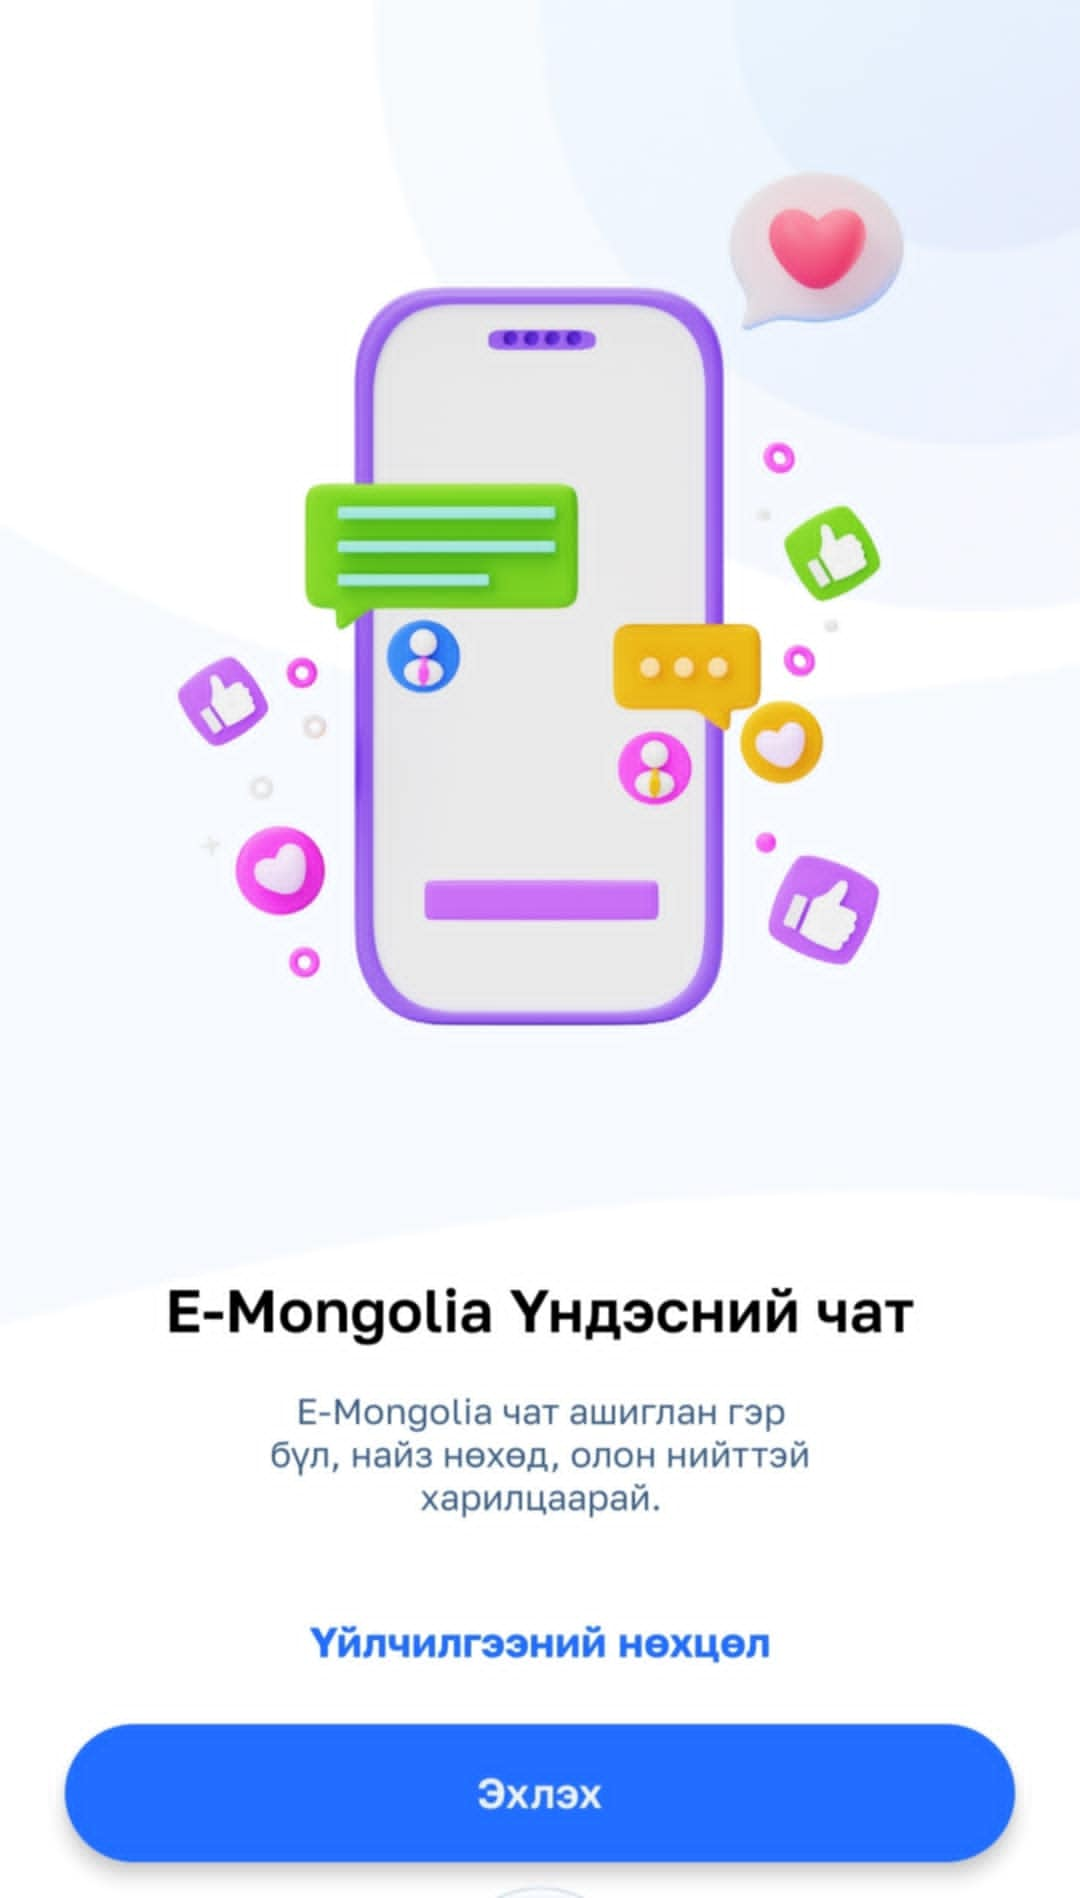 E-Mongolia Үндэсний чат
E-Mongolia чат ашиглан гэр
бүл, найз нөхөд, олон нийттэй
харилцаарай.
Үйлчилгээний нөхцөл
Эхлэх